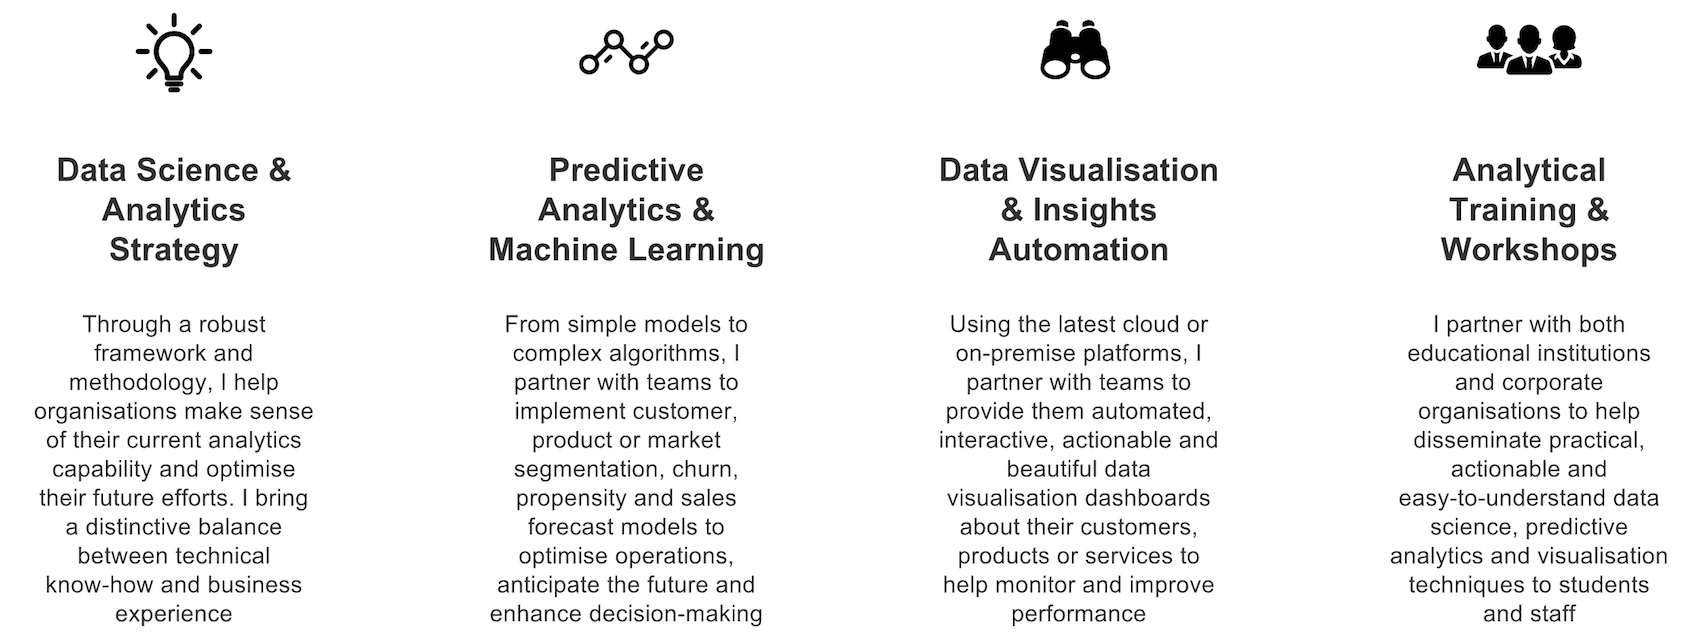 Data Science &
Analytics
Strategy
Through a robust
framework and
methodology, I help
organisations make sense
of their current analytics
capability and optimise
their future efforts. I bring
a distinctive balance
between technical
know-how and business
experience
Predictive
Analytics &
Machine Learning
From simple models to
complex algorithms, I
partner with teams to
implement customer,
product or market
segmentation, churn,
propensity and sales
forecast models to
optimise operations,
anticipate the future and
enhance decision-making
Data Visualisation
& Insights
Automation
Using the latest cloud or
on-premise platforms, I
partner with teams to
provide them automated,
interactive, actionable and
beautiful data
visualisation dashboards
about their customers,
products or services to
help monitor and improve
performance
Analytical
Training &
Workshops
I partner with both
educational institutions
and corporate
organisations to help
disseminate practical,
actionable and
easy-to-understand data
science, predictive
analytics and visualisation
techniques to students
and staff